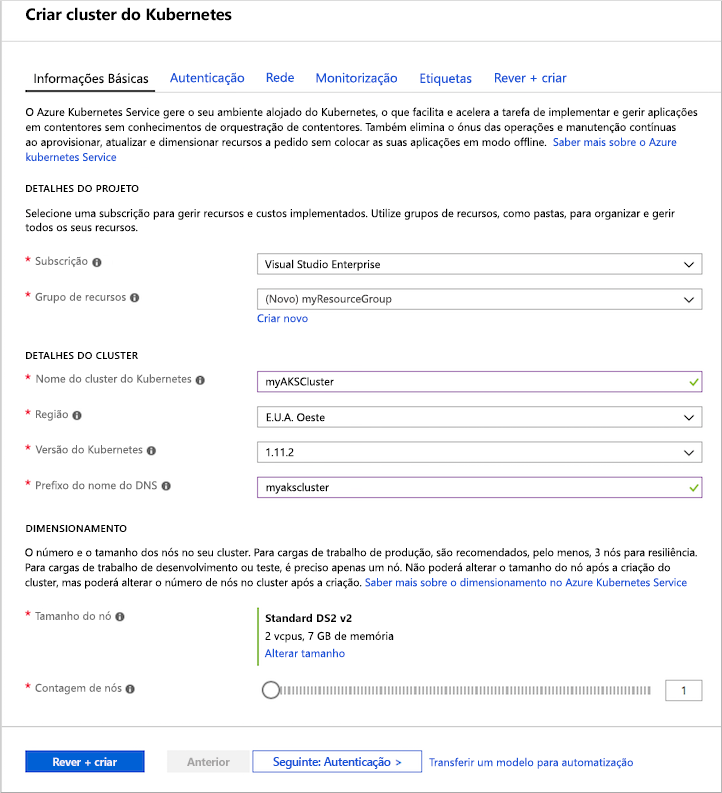 Criar cluster do Kubernetes
Informações Básicas Autenticação Rede Monitorização Etiquetas Rever + criar
O Azure Kubernetes Service gere o seu ambiente alojado do Kubernetes, o que facilita e acelera a tarefa de implementar e gerir aplicações
em contentores sem conhecimentos de orquestração de contentores. Também elimina o ónus das operações e manutenção contínuas
ao aprovisionar, atualizar e dimensionar recursos a pedido sem colocar as suas aplicações em modo offline. Saber mais sobre o Azure
kubernetes Service
DETALHES DO PROJETO
Selecione uma subscrição para gerir recursos e custos implementados. Utilize grupos de recursos, como pastas, para organizar e gerir
todos os seus recursos.
* Subscrição Visual Studio Enterprise
* Grupo de recursos (Novo) myResourceGroup
Criar novo
DETALHES DO CLUSTER
* Nome do cluster do Kubernetes myAKSCluster
* Região E.U.A. Oeste
* Versão do Kubernetes 1.11.2
* Prefixo do nome do DNS myakscluster
DIMENSIONAMENTO
O número e o tamanho dos nós no seu cluster. Para cargas de trabalho de produção, são recomendados, pelo menos, 3 nós para resiliência.
Para cargas de trabalho de desenvolvimento ou teste, é preciso apenas um nó. Não poderá alterar o tamanho do nó após a criação do
cluster, mas poderá alterar o número de nós no cluster após a criação. Saber mais sobre o dimensionamento no Azure Kubernetes Service
* Tamanho do nó Standard DS2 v2
2 vcpus, 7 GB de memória
Alterar tamanho
* Contagem de nós 1
Rever + criar Anterior Seguinte: Autenticação > Transferir um modelo para automatização